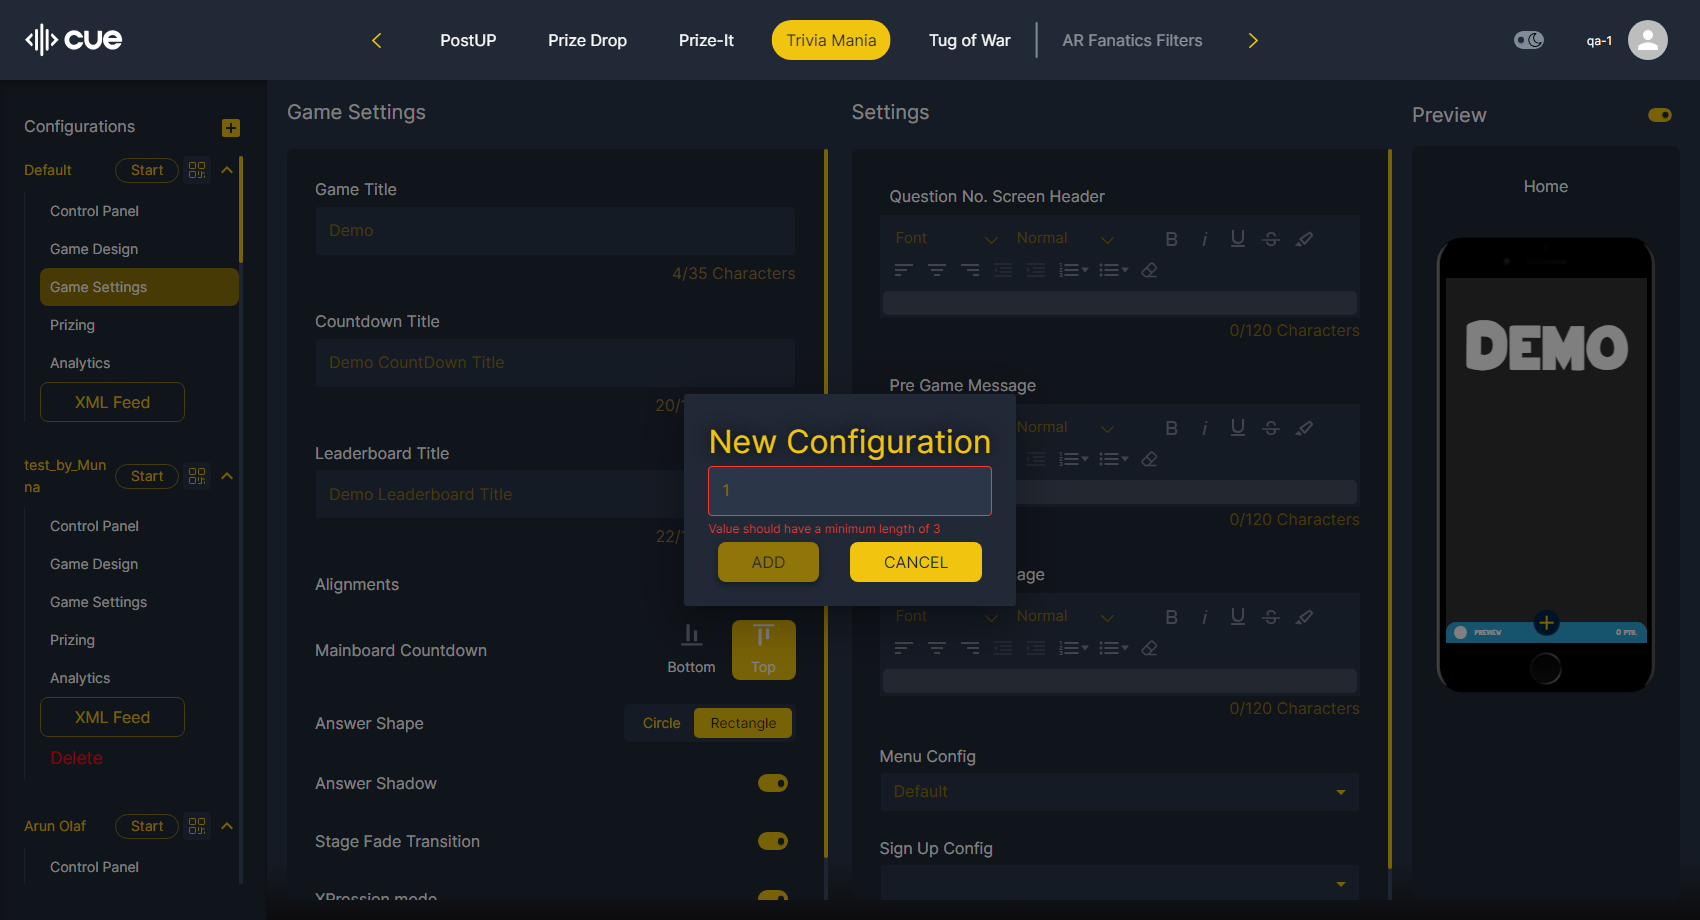 cue
PostUP
Prize Drop
Prize-It
Trivia Mania
Tug of War
AR Fanatics Filters
qa-1
Configurations
Default
Start
Control Panel
Game Design
Game Settings
Prizing
Analytics
XML Feed
test_by_Mun
na
Start
Control Panel
Game Design
Game Settings
Prizing
Analytics
XML Feed
Delete
Arun Olaf
Start
Control Panel
Game Settings
Game Title
Demo
4/35 Characters
Countdown Title
Demo CountDown Title
20/
Leaderboard Title
Demo Leaderboard Title
22/
Alignments
Mainboard Countdown
Bottom
Top
Answer Shape
Circle
Rectangle
Answer Shadow
Stage Fade Transition
XPression mode
New Configuration
1
Value should have a minimum length of 3
ADD
CANCEL
Settings
Question No. Screen Header
Font
Normal
0/120 Characters
Pre Game Message
Normal
0/120 Characters
age
Font
Normal
0/120 Characters
Menu Config
Default
Sign Up Config
Preview
Home
DEMO
PREVIEW
0 PTS.